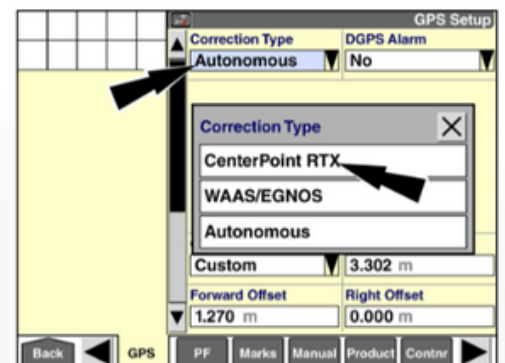 GPS Setup
Correction Type DGPS Alarm
Autonomous No
Correction Type
CenterPoint RTX
WAAS/EGNOS
Autonomous
Custom 3.302 m
Forward Offset Right Offset
1.270 m 0.000 m
Back GPS PF Marks Manual Product Contnr